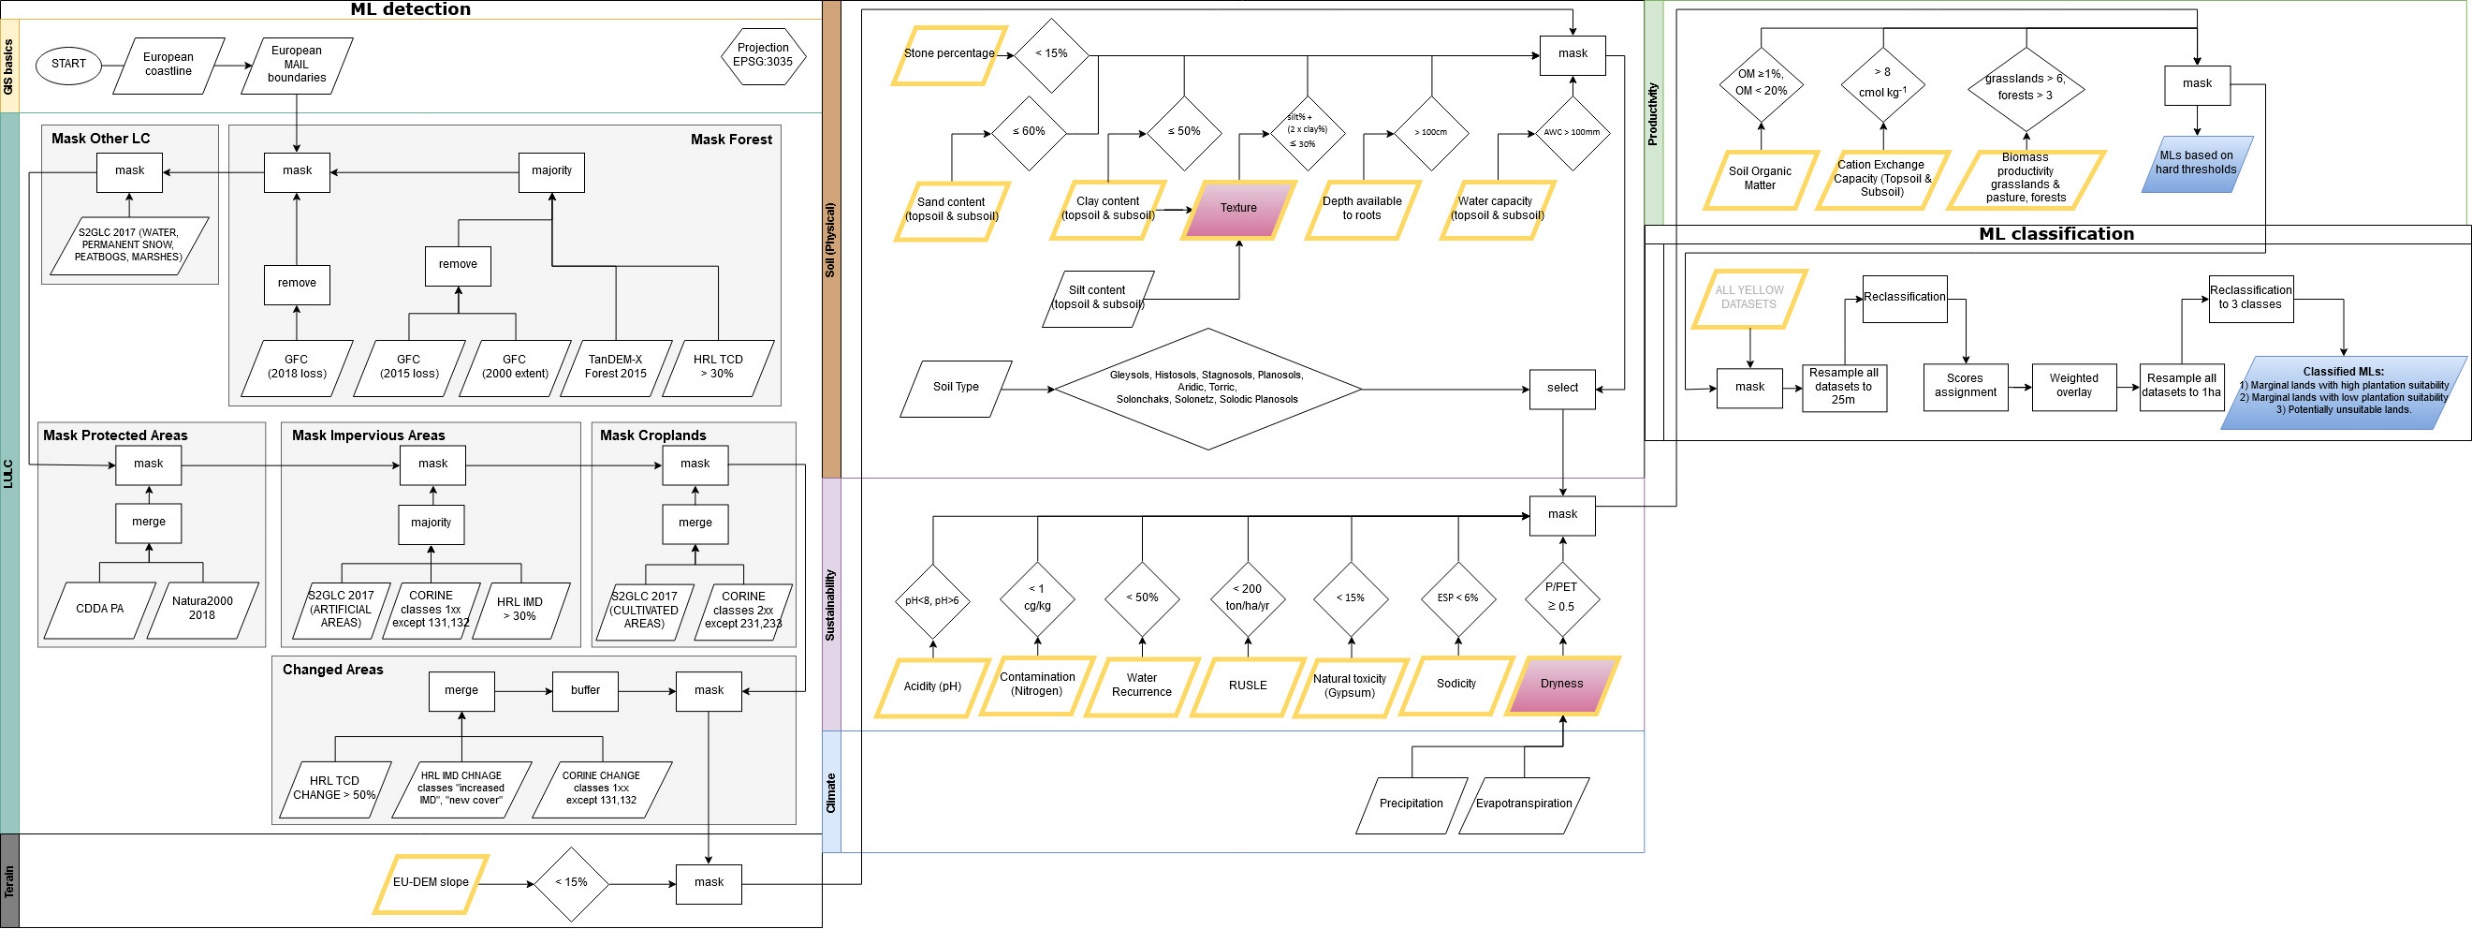 ML detection
GIS basics
START
European
coastline
European
MAIL
boundaries
Projection
EPSG:3035
LULC
Mask Other LC
mask
S2GLC 2017 (WATER,
PERMANENT SNOW,
PEATBOGS, MARSHES)
Mask Forest
mask
majority
remove
remove
GFC
(2018 loss)
GFC
(2015 loss)
GFC
(2000 extent)
TanDEM-X
Forest 2015
HRL TCD
> 30%
Mask Protected Areas
mask
merge
CDDA PA
Natura2000
2018
Mask Impervious Areas
mask
majority
S2GLC 2017
(ARTIFICIAL
AREAS)
CORINE
classes 1xx
except 131,132
HRL IMD
> 30%
Mask Croplands
mask
merge
S2GLC 2017
(CULTIVATED
AREAS)
CORINE
classes 2xx
except 231,233
Changed Areas
merge
buffer
mask
HRL TCD
CHANGE > 50%
HRL IMD CHNAGE
classes "increased
IMD", "new cover"
CORINE CHANGE
classes 1xx
except 131,132
Terain
EU-DEM slope
< 15%
mask
Soil (Physical)
Stone percentage
< 15%
mask
≤ 60%
≤ 50%
silt% +
(2 x clay%)
≤ 30%
> 100cm
AWC > 100mm
Sand content
(topsoil & subsoil)
Clay content
(topsoil & subsoil)
Texture
Depth available
to roots
Water capacity
(topsoil & subsoil)
Silt content
(topsoil & subsoil)
Soil Type
Gleysols, Histosols, Stagnosols, Planosols,
Aridic, Torric,
Solonchaks, Solonetz, Solodic Planosols
select
Sustainability
mask
pH<8, pH>6
< 1
cg/kg
< 50%
< 200
ton/ha/yr
< 15%
ESP < 6%
P/PET
≥ 0.5
Acidity (pH)
Contamination
(Nitrogen)
Water
Recurrence
RUSLE
Natural toxicity
(Gypsum)
Sodicity
Dryness
Climate
Precipitation
Evapotranspiration
Productivity
OM ≥1%,
OM < 20%
> 8
cmol kg-1
grasslands > 6,
forests > 3
mask
Soil Organic
Matter
Cation Exchange
Capacity (Topsoil &
Subsoil)
Biomass
productivity
grasslands &
pasture, forests
MLs based on
hard thresholds
ML classification
ALL YELLOW
DATASETS
mask
Resample all
datasets to
25m
Reclassification
Scores
assignment
Weighted
overlay
Resample all
datasets to 1ha
Reclassification
to 3 classes
Classified MLs:
1) Marginal lands with high plantation suitability
2) Marginal lands with low plantation suitability
3) Potentially unsuitable lands.